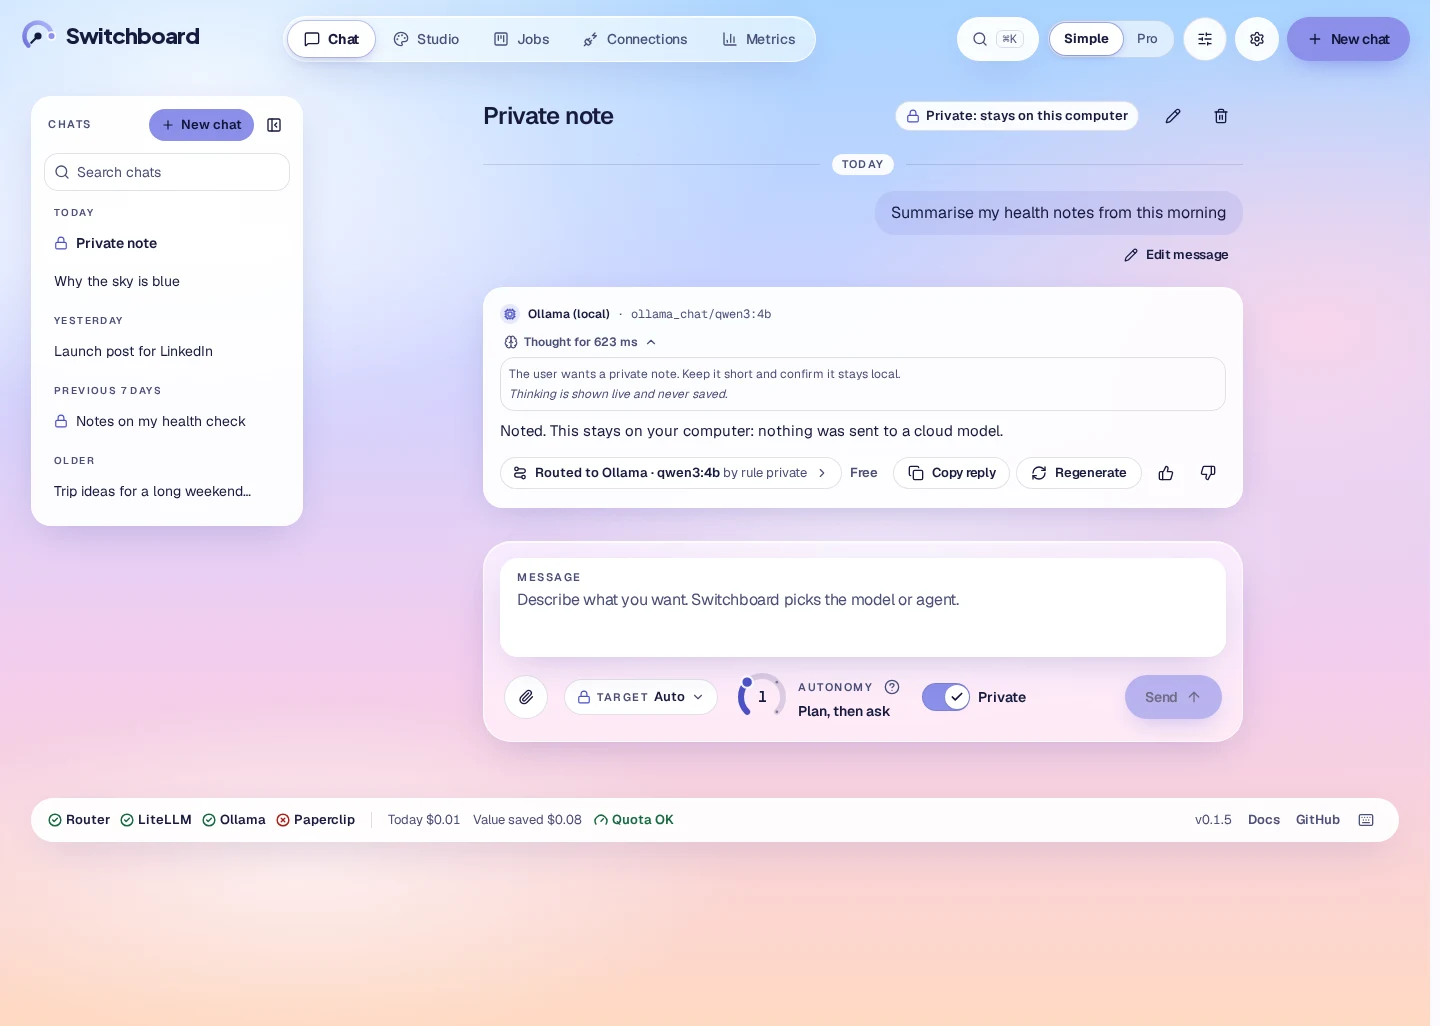 Switchboard
Chat
Studio
Jobs
Connections
Metrics
⌘K
Simple
Pro
New chat
CHATS
New chat
Search chats
TODAY
Private note
Why the sky is blue
YESTERDAY
Launch post for LinkedIn
PREVIOUS 7 DAYS
Notes on my health check
OLDER
Trip ideas for a long weekend…
Private note
Private: stays on this computer
TODAY
Summarise my health notes from this morning
Edit message
Ollama (local) · ollama_chat/qwen3:4b
Thought for 623 ms
The user wants a private note. Keep it short and confirm it stays local.
Thinking is shown live and never saved.
Noted. This stays on your computer: nothing was sent to a cloud model.
Routed to Ollama · qwen3:4b by rule private
Free
Copy reply
Regenerate
MESSAGE
Describe what you want. Switchboard picks the model or agent.
TARGET Auto
1
AUTONOMY
Plan, then ask
Private
Send
Router
LiteLLM
Ollama
Paperclip
Today $0.01
Value saved $0.08
Quota OK
v0.1.5
Docs
GitHub